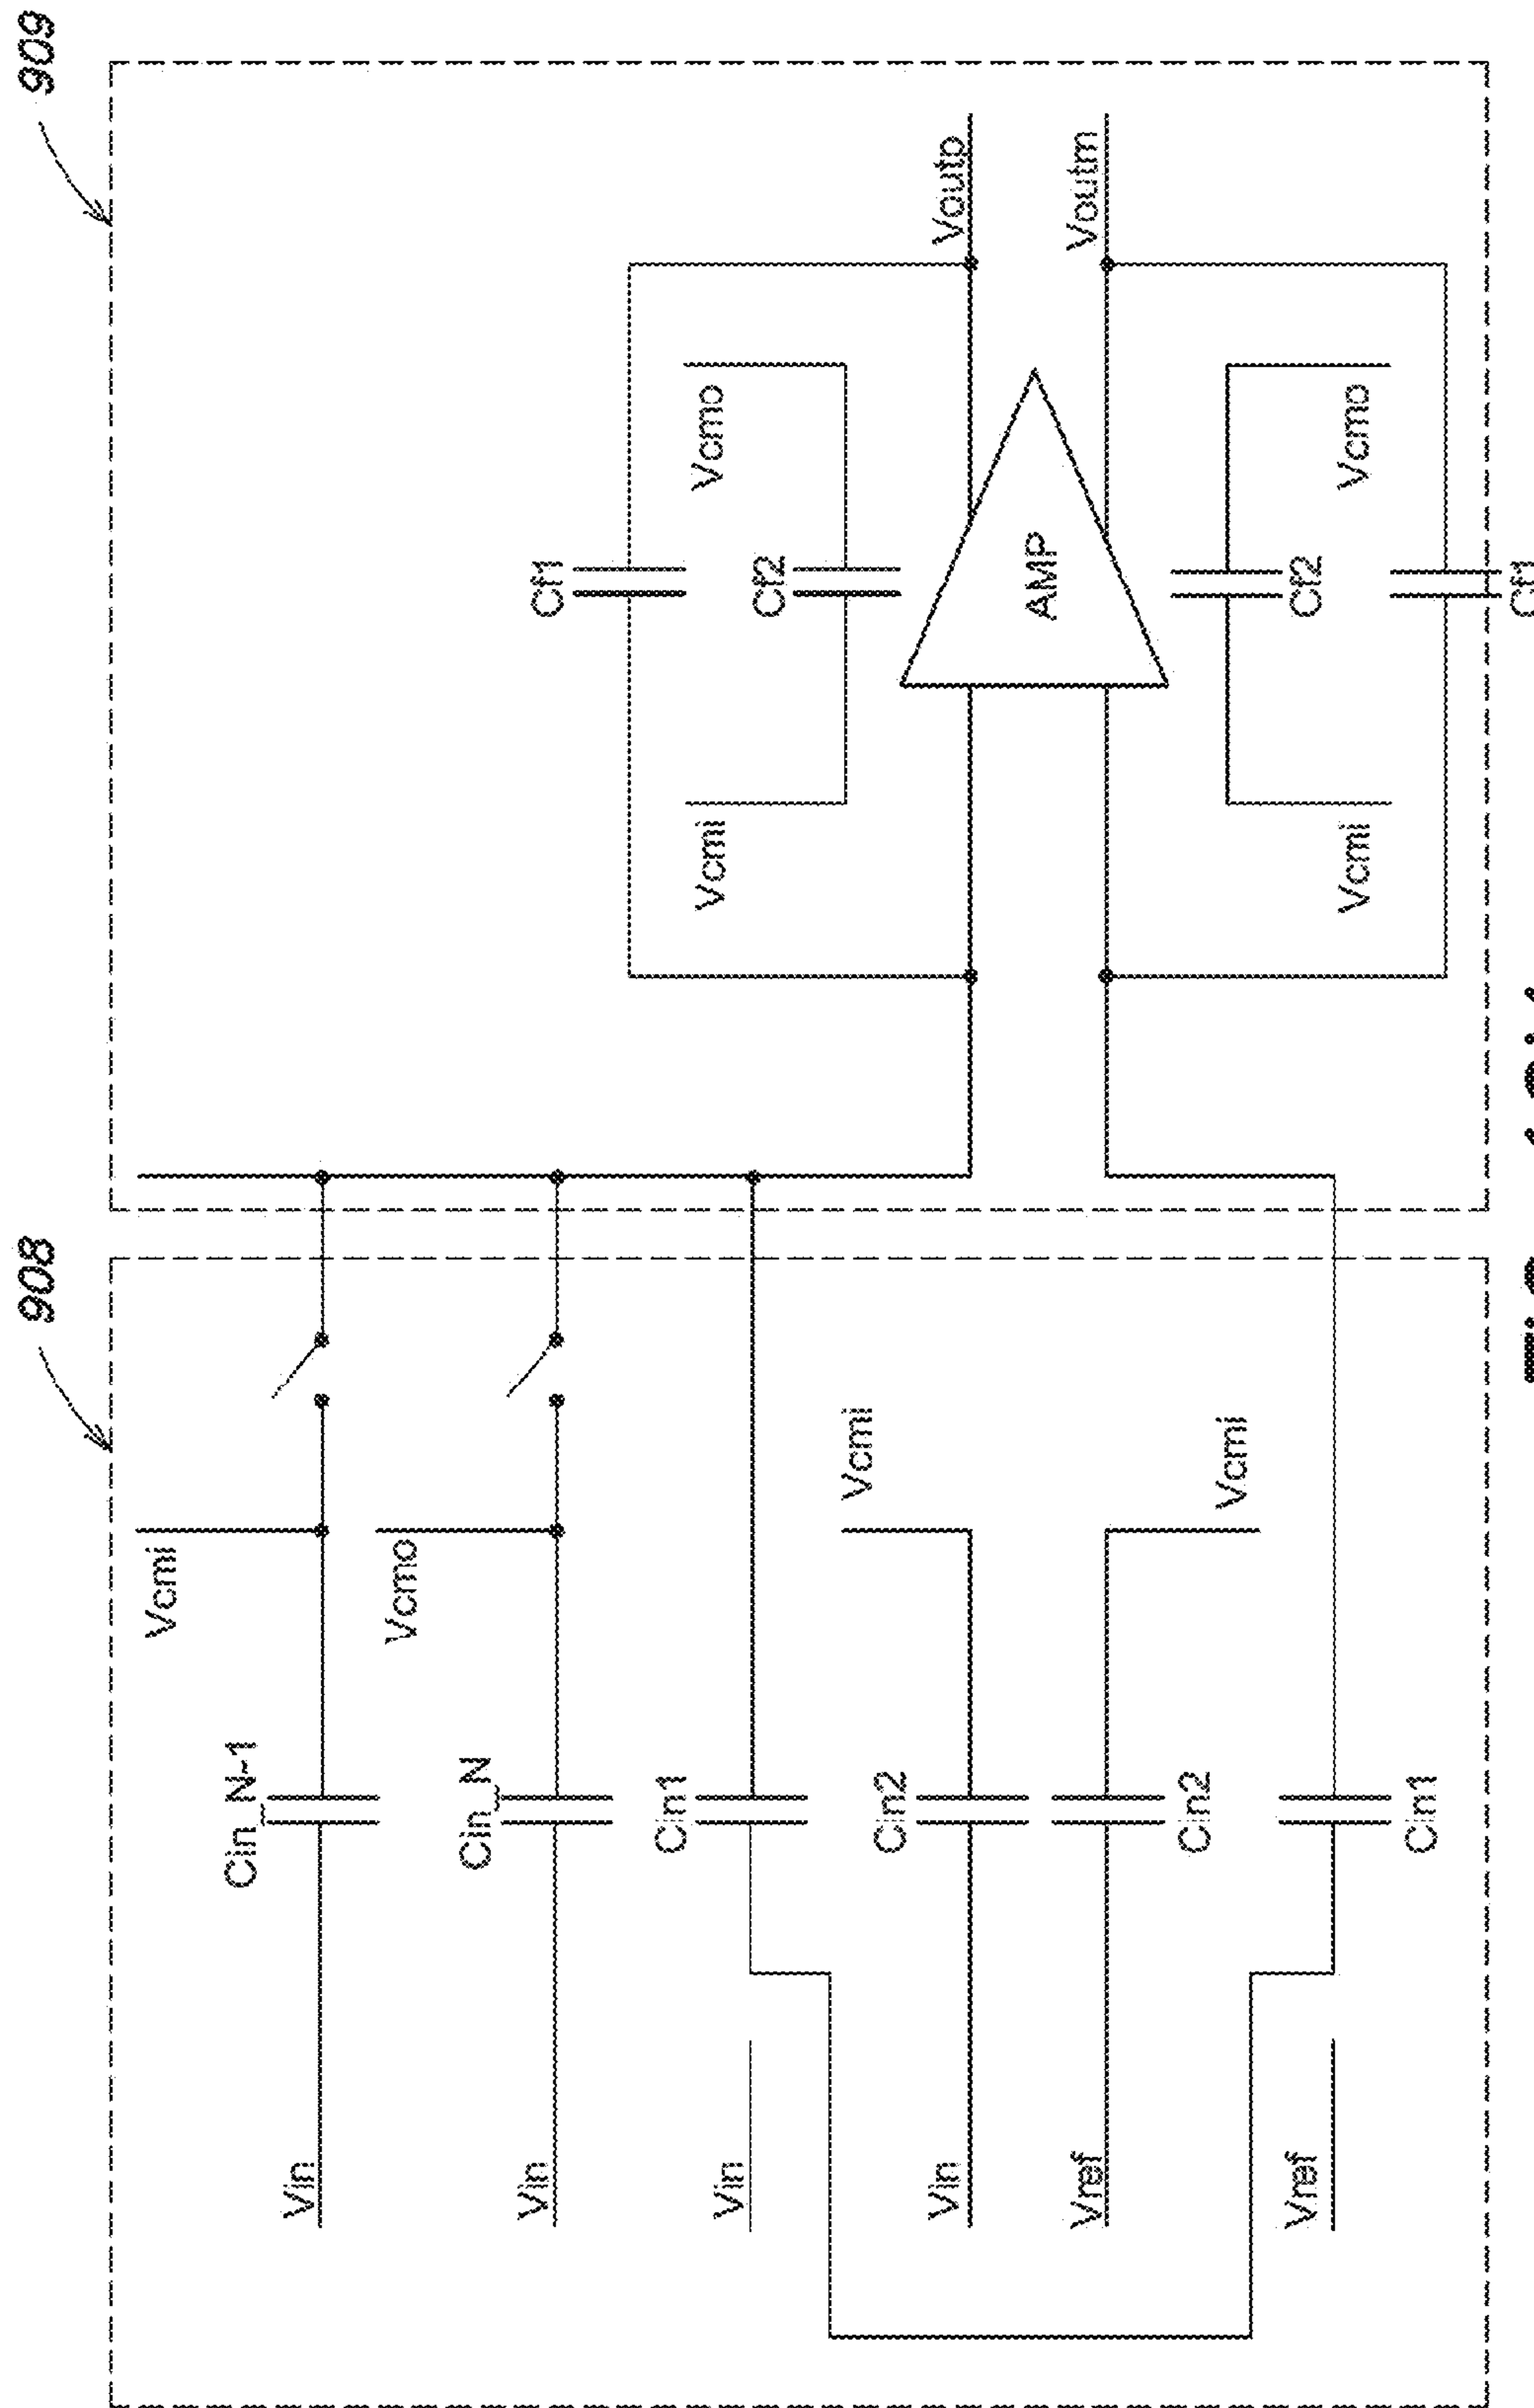 909
908
Voutp
Voutm
Cf1
Cf2
Vcmo
Vcmi
AMP
Cf2
Vcmo
Vcmi
Cf1
Vcmi
Cin_N-1
Vin
Vcmo
Cin_N
Vin
Cin1
Vin
Vcmi
Cin2
Vin
Vcmi
Cin2
Vref
Cin1
Vref